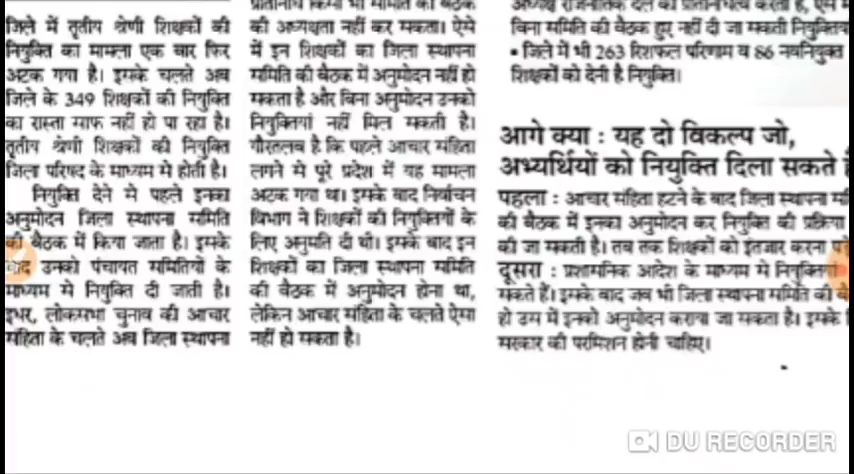 जिले में तृतीय श्रेणी शिक्षकों की
नियुक्ति का मामला एक बार फिर
अटक गया है। इसके चलते अब
जिले के 349 शिक्षकों की नियुक्ति
का रास्ता साफ नहीं हो पा रहा है।
तृतीय श्रेणी शिक्षकों की नियुक्ति
जिला परिषद के माध्यम से होती है।
नियुक्ति देने से पहले इनका
अनुमोदन जिला स्थापना समिति
की बैठक में किया जाता है। इसके
बाद उनको पंचायत समितियों के
माध्यम से नियुक्ति दी जाती है।
इधर, लोकसभा चुनाव की आचार
संहिता के चलते अब जिला स्थापना
की अध्यक्षता नहीं कर सकता। ऐसे
में इन शिक्षकों का जिला स्थापना
समिति की बैठक में अनुमोदन नहीं हो
सकता है और बिना अनुमोदन उनको
नियुक्तियां नहीं मिल सकती है।
गौरतलब है कि पहले आचार संहिता
लगने से पूरे प्रदेश में यह मामला
अटक गया था। इसके बाद निर्वाचन
विभाग ने शिक्षकों की नियुक्तियों के
लिए अनुमति दी थी। इसके बाद इन
शिक्षकों का जिला स्थापना समिति
की बैठक में अनुमोदन होना था,
लेकिन आचार संहिता के चलते ऐसा
नहीं हो सकता है।
बिना समिति की बैठक हुए नहीं दी जा सकती नियुक्तियां
• जिले में भी 263 रिशफल परिणाम व 86 नवनियुक्त
शिक्षकों को देनी है नियुक्ति।
आगे क्या : यह दो विकल्प जो,
अभ्यर्थियों को नियुक्ति दिला सकते
पहला : आचार संहिता हटने के बाद जिला स्थापना
की बैठक में इनका अनुमोदन कर नियुक्ति की प्रक्रिया
की जा सकती है। तब तक शिक्षकों को इंतजार करना
दूसरा : प्रशासनिक आदेश के माध्यम से नियुक्तियां
सकते हैं। इसके बाद जब भी जिला स्थापना समिति की
हो उस में इनको अनुमोदन कराया जा सकता है। इसके
सरकार की परमिशन होनी चाहिए।
DU RECORDER